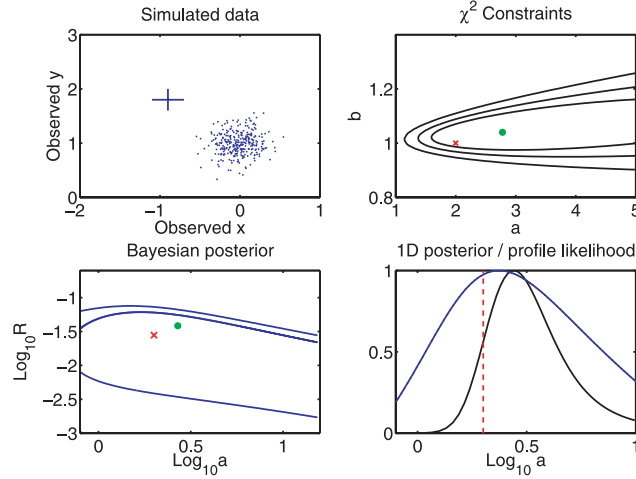 Simulated data
3
2
1
0
−2
−1
0
1
Observed y
Observed x
χ² Constraints
1.2
1
0.8
1
2
3
4
5
b
a
Bayesian posterior
−1
−1.5
−2
−2.5
−3
0
0.5
1
Log₁₀R
Log₁₀a
1D posterior / profile likelihood
1
0.5
0
0
0.5
1
Log₁₀a